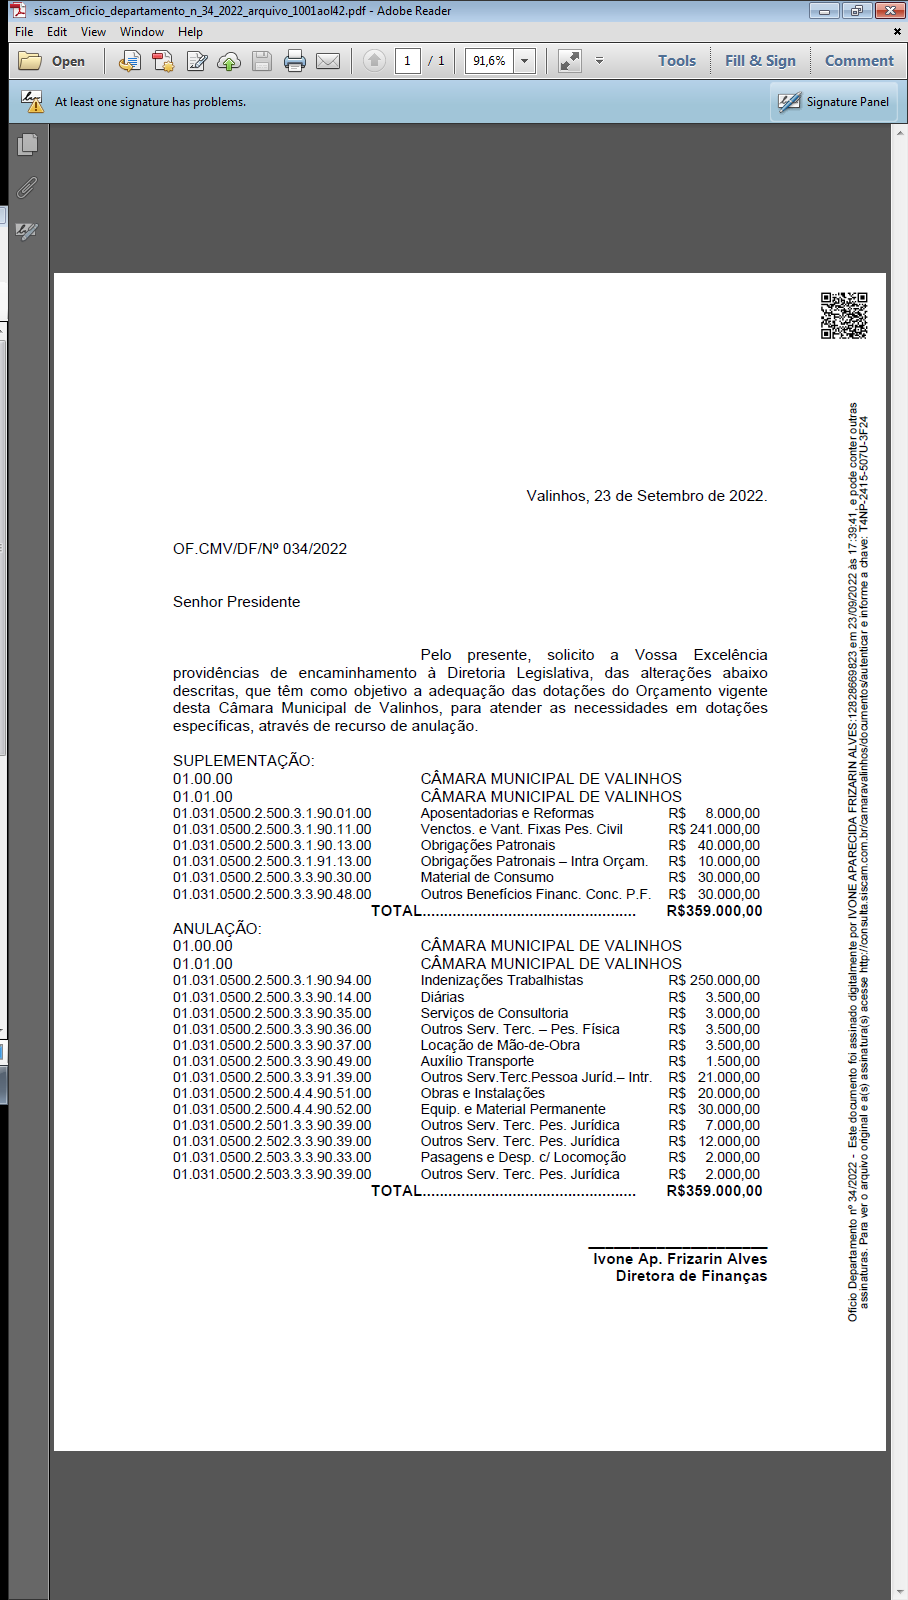 siscam_oficio_departamento_n_34_2022_arquivo_1001aol42.pdf - Adobe Reader
File Edit View Window Help
Open 1 / 1 91,6% Tools Fill & Sign Comment
At least one signature has problems. Signature Panel
Valinhos, 23 de Setembro de 2022.
OF.CMV/DF/Nº 034/2022
Senhor Presidente
Pelo presente, solicito a Vossa Excelência
providências de encaminhamento à Diretoria Legislativa, das alterações abaixo
descritas, que têm como objetivo a adequação das dotações do Orçamento vigente
desta Câmara Municipal de Valinhos, para atender as necessidades em dotações
específicas, através de recurso de anulação.
SUPLEMENTAÇÃO:
01.00.00 CÂMARA MUNICIPAL DE VALINHOS
01.01.00 CÂMARA MUNICIPAL DE VALINHOS
01.031.0500.2.500.3.1.90.01.00 Aposentadorias e Reformas R$ 8.000,00
01.031.0500.2.500.3.1.90.11.00 Venctos. e Vant. Fixas Pes. Civil R$ 241.000,00
01.031.0500.2.500.3.1.90.13.00 Obrigações Patronais R$ 40.000,00
01.031.0500.2.500.3.1.91.13.00 Obrigações Patronais – Intra Orçam. R$ 10.000,00
01.031.0500.2.500.3.3.90.30.00 Material de Consumo R$ 30.000,00
01.031.0500.2.500.3.3.90.48.00 Outros Benefícios Financ. Conc. P.F. R$ 30.000,00
TOTAL.................................................. R$359.000,00
ANULAÇÃO:
01.00.00 CÂMARA MUNICIPAL DE VALINHOS
01.01.00 CÂMARA MUNICIPAL DE VALINHOS
01.031.0500.2.500.3.1.90.94.00 Indenizações Trabalhistas R$ 250.000,00
01.031.0500.2.500.3.3.90.14.00 Diárias R$ 3.500,00
01.031.0500.2.500.3.3.90.35.00 Serviços de Consultoria R$ 3.000,00
01.031.0500.2.500.3.3.90.36.00 Outros Serv. Terc. – Pes. Física R$ 3.500,00
01.031.0500.2.500.3.3.90.37.00 Locação de Mão-de-Obra R$ 3.500,00
01.031.0500.2.500.3.3.90.49.00 Auxílio Transporte R$ 1.500,00
01.031.0500.2.500.3.3.91.39.00 Outros Serv.Terc.Pessoa Juríd.– Intr. R$ 21.000,00
01.031.0500.2.500.4.4.90.51.00 Obras e Instalações R$ 20.000,00
01.031.0500.2.500.4.4.90.52.00 Equip. e Material Permanente R$ 30.000,00
01.031.0500.2.501.3.3.90.39.00 Outros Serv. Terc. Pes. Jurídica R$ 7.000,00
01.031.0500.2.502.3.3.90.39.00 Outros Serv. Terc. Pes. Jurídica R$ 12.000,00
01.031.0500.2.503.3.3.90.33.00 Pasagens e Desp. c/ Locomoção R$ 2.000,00
01.031.0500.2.503.3.3.90.39.00 Outros Serv. Terc. Pes. Jurídica R$ 2.000,00
TOTAL.................................................. R$359.000,00
Ivone Ap. Frizarin Alves
Diretora de Finanças
Ofício Departamento nº 34/2022 - Este documento foi assinado digitalmente por IVONE APARECIDA FRIZARIN ALVES:12828669823 em 23/09/2022 às 17:39:41, e pode conter outras
assinaturas. Para ver o arquivo original e a(s) assinatura(s) acesse http://consulta.siscam.com.br/camaravalinhos/documentos/autenticar e informe a chave: T4NP-2415-507U-3F24